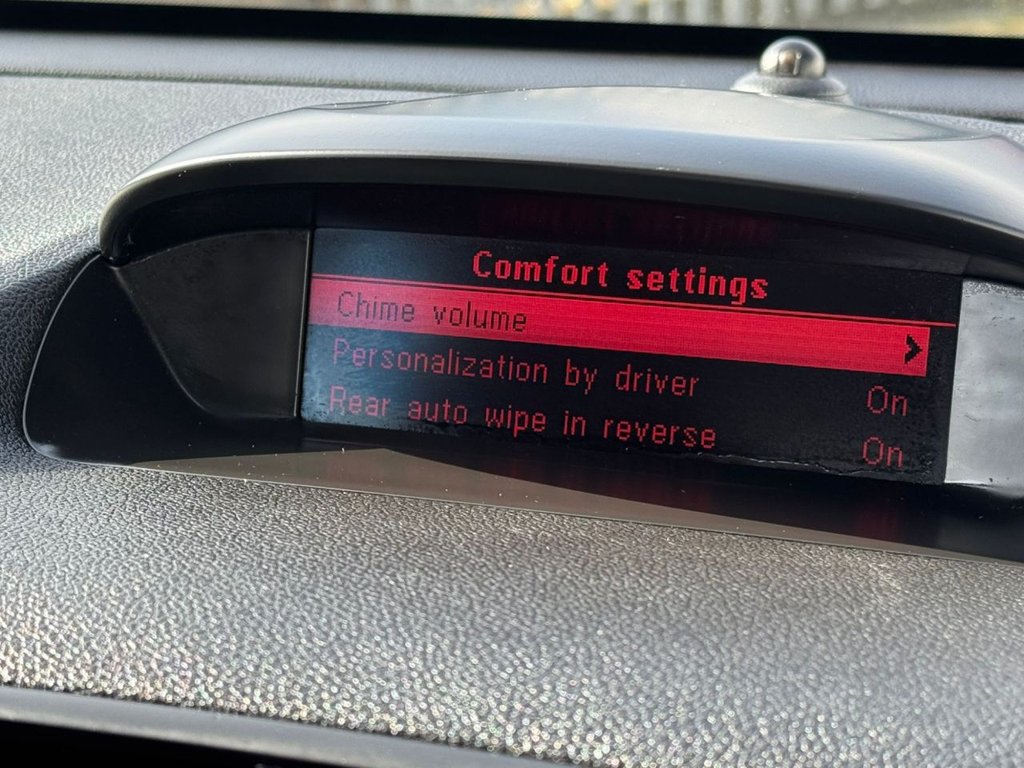 Comfort settings
Chime volume >
Personalization by driver On
Rear auto wipe in reverse On